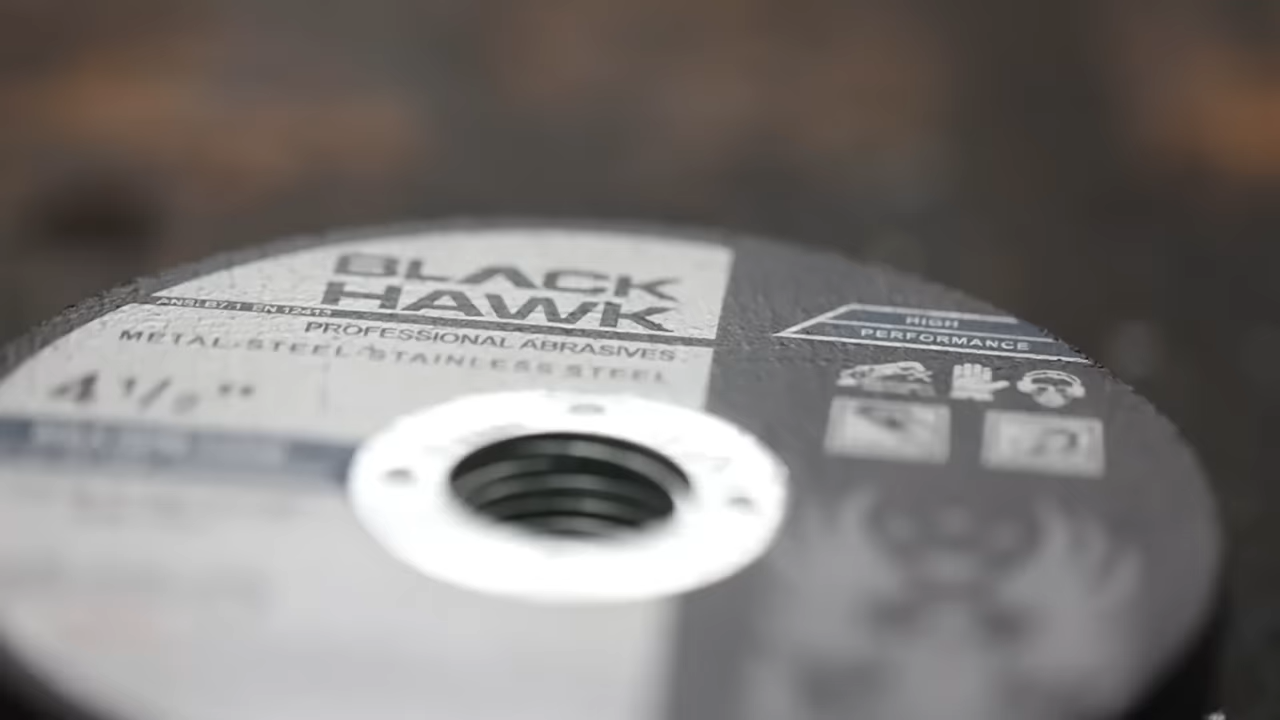 BLACK
HAWK
ANSI.B7.1 EN 12413
PROFESSIONAL ABRASIVES
METAL-STEEL-STAINLESS STEEL
4 1/2"
HIGH
PERFORMANCE